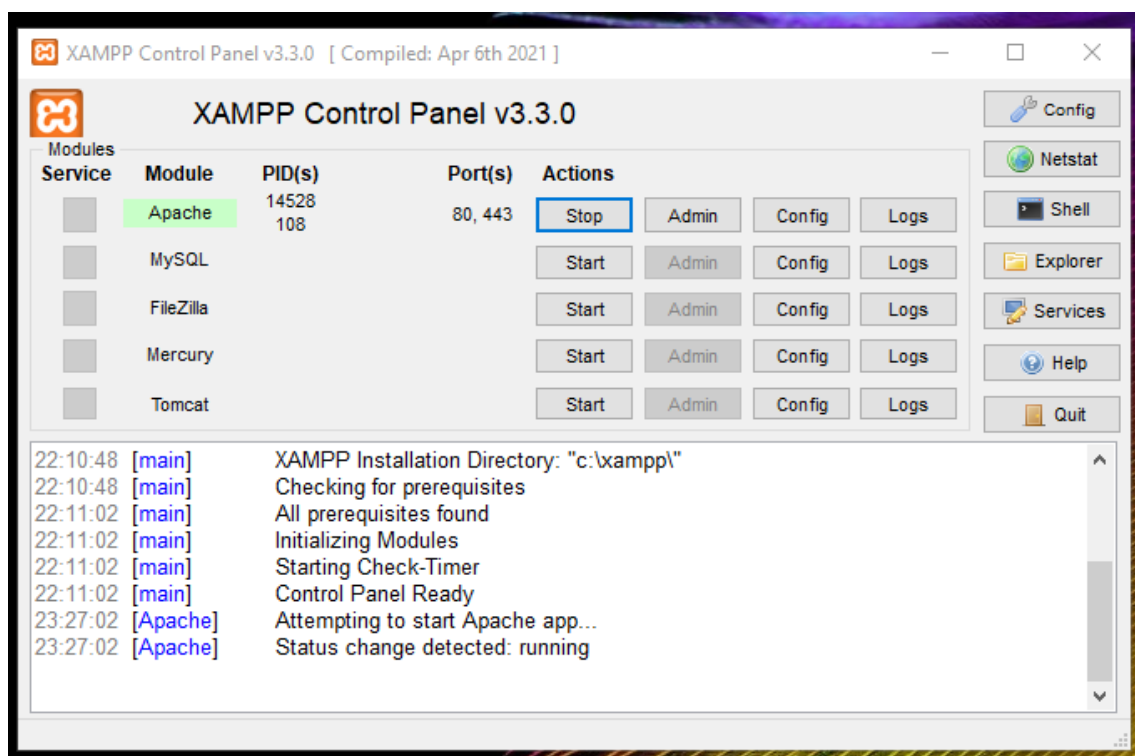 XAMPP Control Panel v3.3.0 [ Compiled: Apr 6th 2021 ]
XAMPP Control Panel v3.3.0
Config
Modules
Netstat
Service Module PID(s) Port(s) Actions
Apache 14528 80, 443 Stop Admin Config Logs
108
Shell
MySQL Start Admin Config Logs
Explorer
FileZilla Start Admin Config Logs
Services
Mercury Start Admin Config Logs
Help
Tomcat Start Admin Config Logs
Quit
22:10:48 [main] XAMPP Installation Directory: "c:\xampp\"
22:10:48 [main] Checking for prerequisites
22:11:02 [main] All prerequisites found
22:11:02 [main] Initializing Modules
22:11:02 [main] Starting Check-Timer
22:11:02 [main] Control Panel Ready
23:27:02 [Apache] Attempting to start Apache app...
23:27:02 [Apache] Status change detected: running